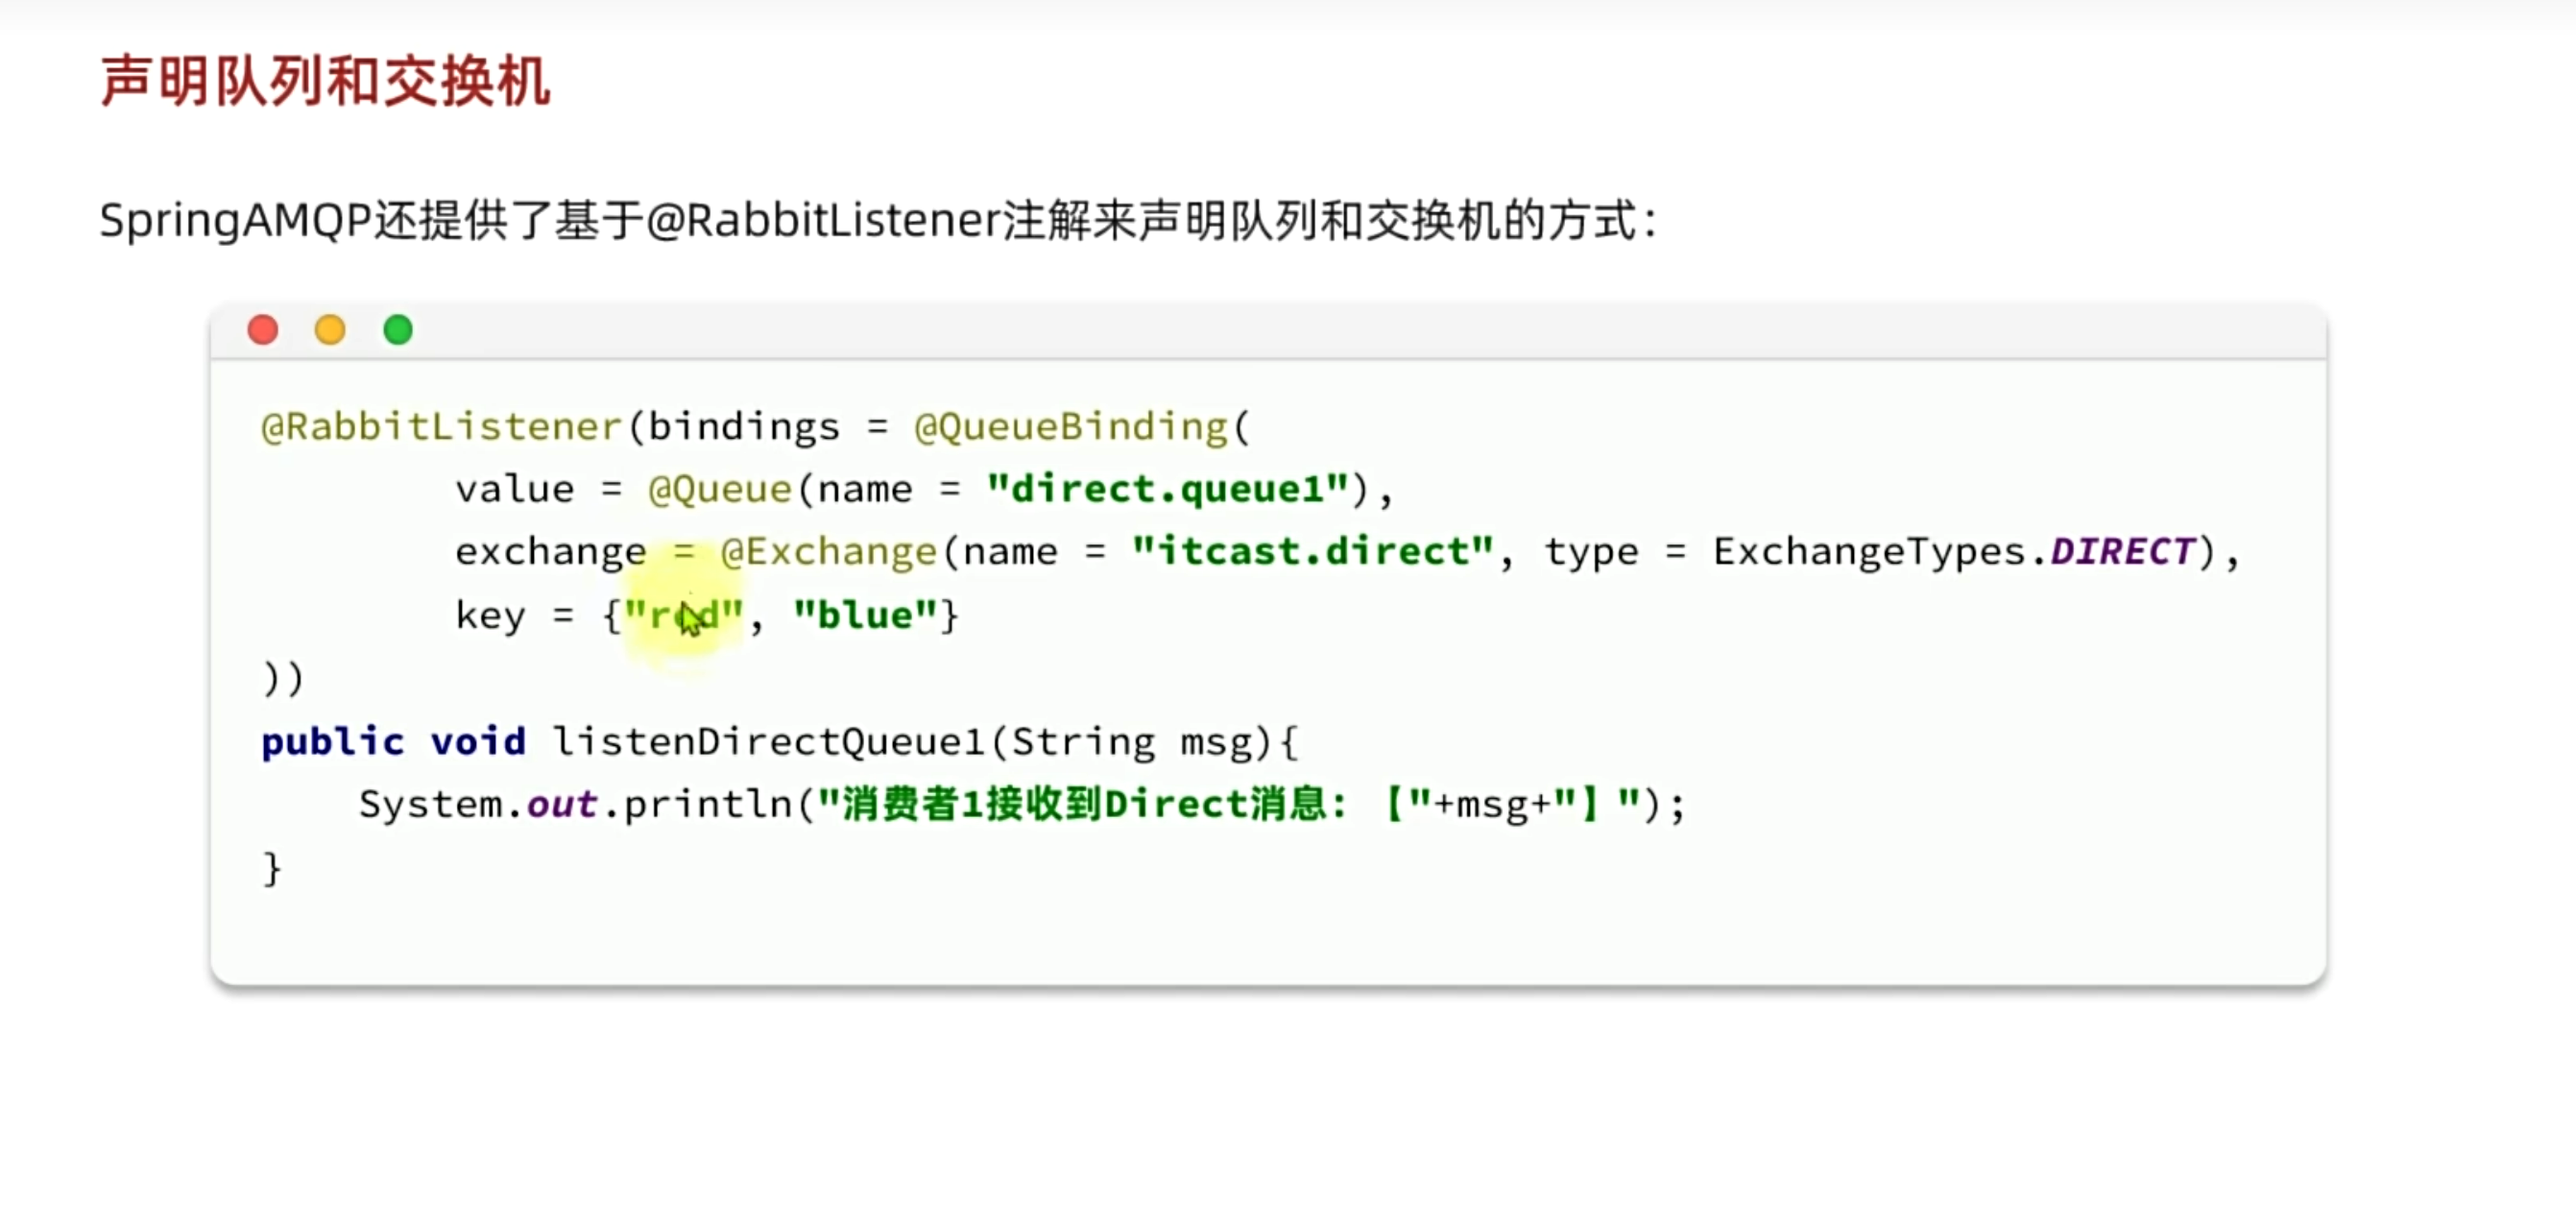 声明队列和交换机
SpringAMQP还提供了基于@RabbitListener注解来声明队列和交换机的方式：
@RabbitListener(bindings = @QueueBinding(
value = @Queue(name = "direct.queue1"),
exchange = @Exchange(name = "itcast.direct", type = ExchangeTypes.DIRECT),
key = {"red", "blue"}
))
public void listenDirectQueue1(String msg){
System.out.println("消费者1接收到Direct消息：【"+msg+"】");
}